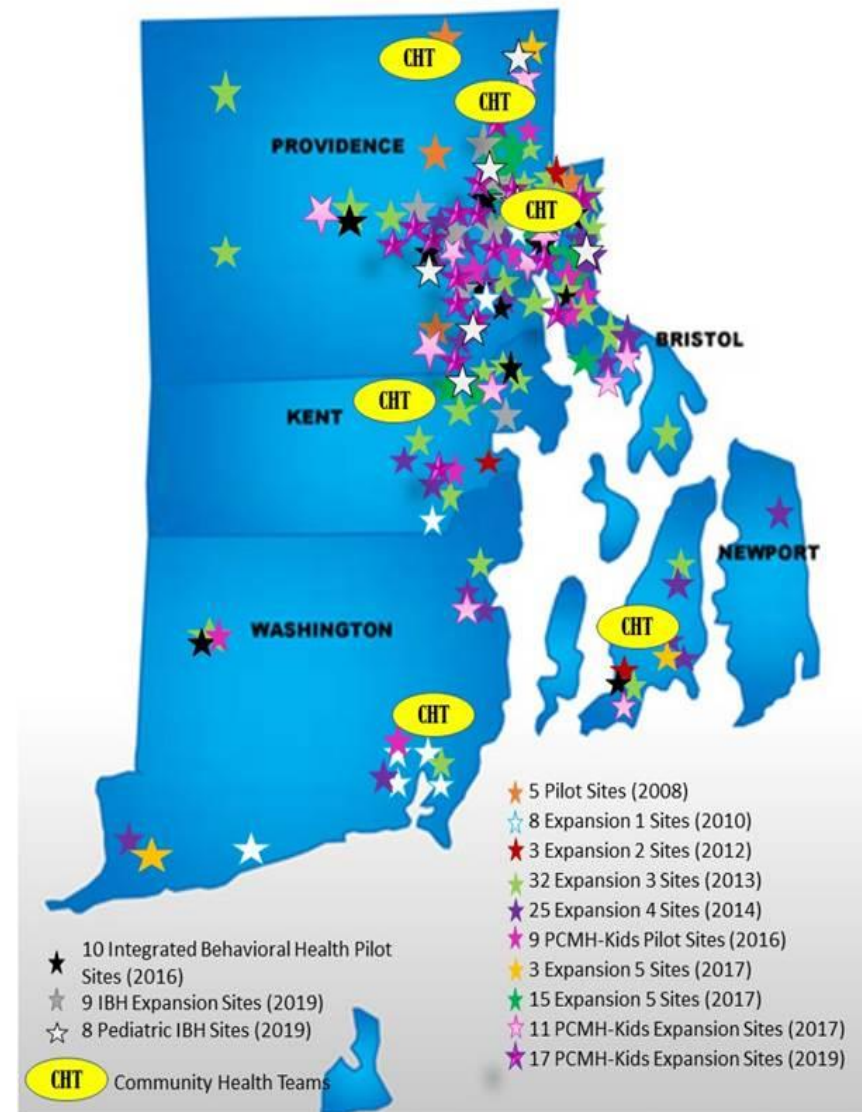 CHT
CHT
PROVIDENCE
CHT
BRISTOL
CHT
KENT
NEWPORT
CHT
WASHINGTON
CHT
5 Pilot Sites (2008)
8 Expansion 1 Sites (2010)
3 Expansion 2 Sites (2012)
32 Expansion 3 Sites (2013)
25 Expansion 4 Sites (2014)
9 PCMH-Kids Pilot Sites (2016)
3 Expansion 5 Sites (2017)
15 Expansion 5 Sites (2017)
11 PCMH-Kids Expansion Sites (2017)
17 PCMH-Kids Expansion Sites (2019)
10 Integrated Behavioral Health Pilot
Sites (2016)
9 IBH Expansion Sites (2019)
8 Pediatric IBH Sites (2019)
CHT Community Health Teams